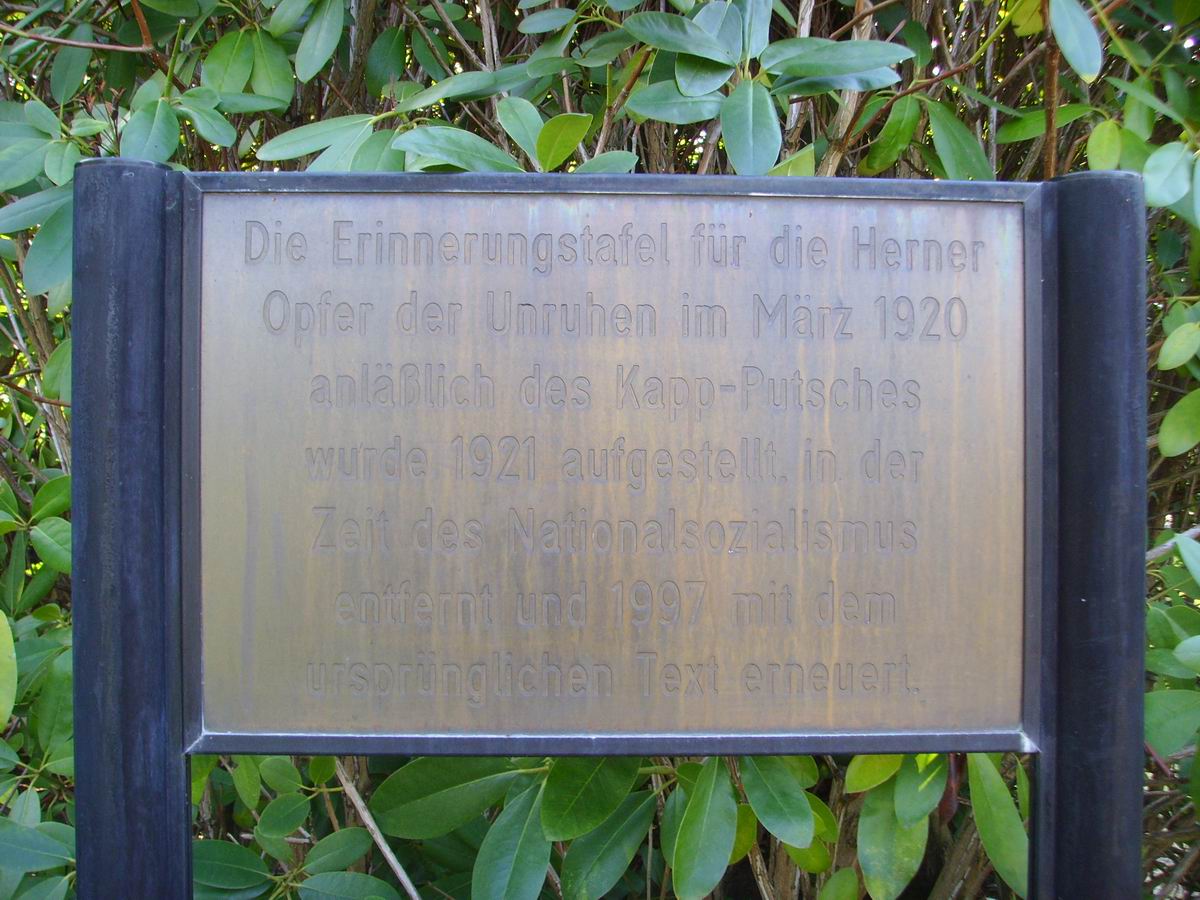 Die Erinnerungstafel für die Herner
Opfer der Unruhen im März 1920
anläßlich des Kapp-Putsches
wurde 1921 aufgestellt, in der
Zeit des Nationalsozialismus
entfernt und 1997 mit dem
ursprünglichen Text erneuert.